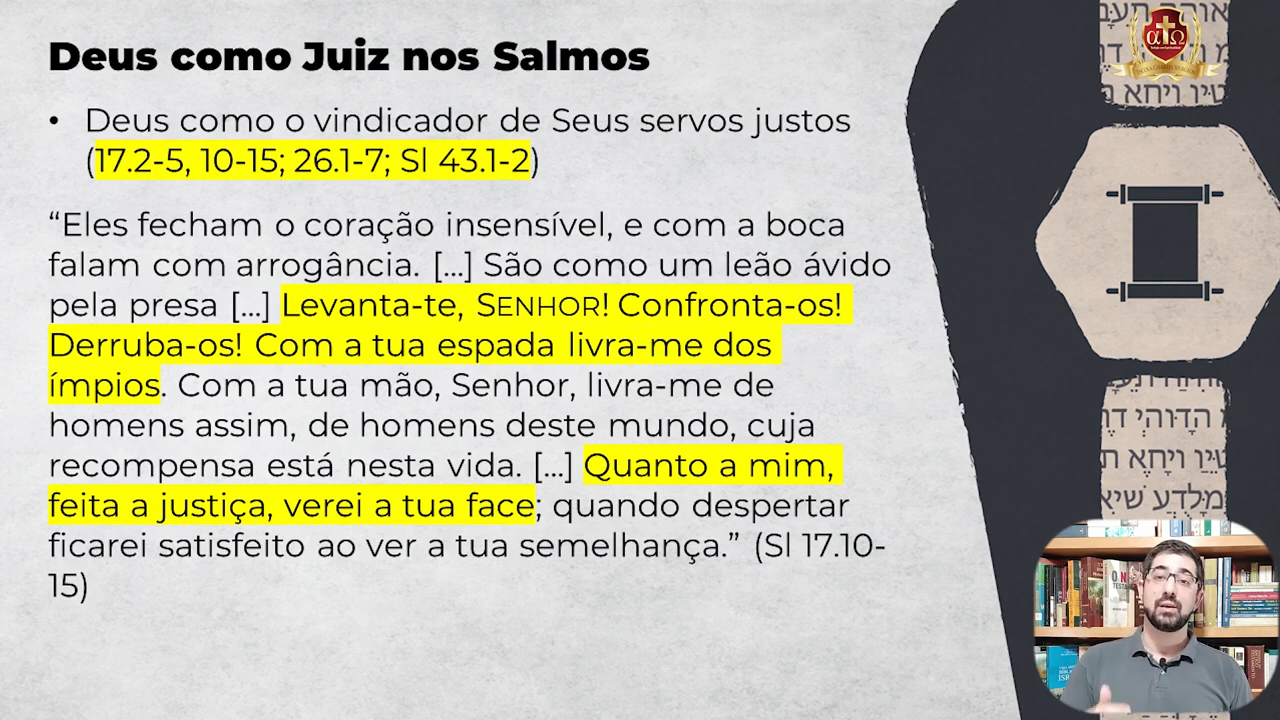 Deus como Juiz nos Salmos
• Deus como o vindicador de Seus servos justos
(17.2-5, 10-15; 26.1-7; Sl 43.1-2)
“Eles fecham o coração insensível, e com a boca
falam com arrogância. [...] São como um leão ávido
pela presa [...] Levanta-te, SENHOR! Confronta-os!
Derruba-os! Com a tua espada livra-me dos
ímpios. Com a tua mão, Senhor, livra-me de
homens assim, de homens deste mundo, cuja
recompensa está nesta vida. [...] Quanto a mim,
feita a justiça, verei a tua face; quando despertar
ficarei satisfeito ao ver a tua semelhança.” (Sl 17.10-
15)
α Ω